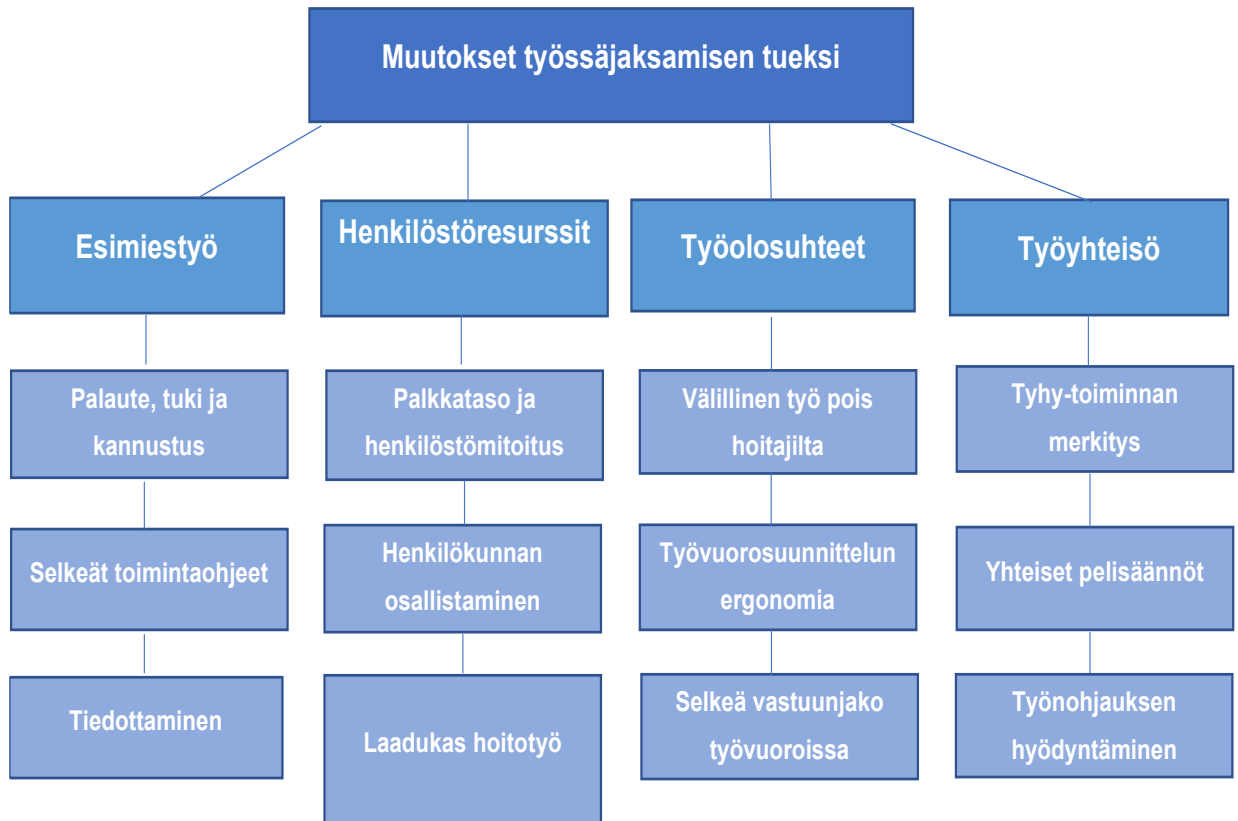 Muutokset työssäjaksamisen tueksi
Esimiestyö
Henkilöstöresurssit
Työolosuhteet
Työyhteisö
Palaute, tuki ja
kannustus
Palkkataso ja
henkilöstömitoitus
Välillinen työ pois
hoitajilta
Tyhy-toiminnan
merkitys
Selkeät toimintaohjeet
Henkilökunnan
osallistaminen
Työvuorosuunnittelun
ergonomia
Yhteiset pelisäännöt
Tiedottaminen
Laadukas hoitotyö
Selkeä vastuunjako
työvuoroissa
Työnohjauksen
hyödyntäminen